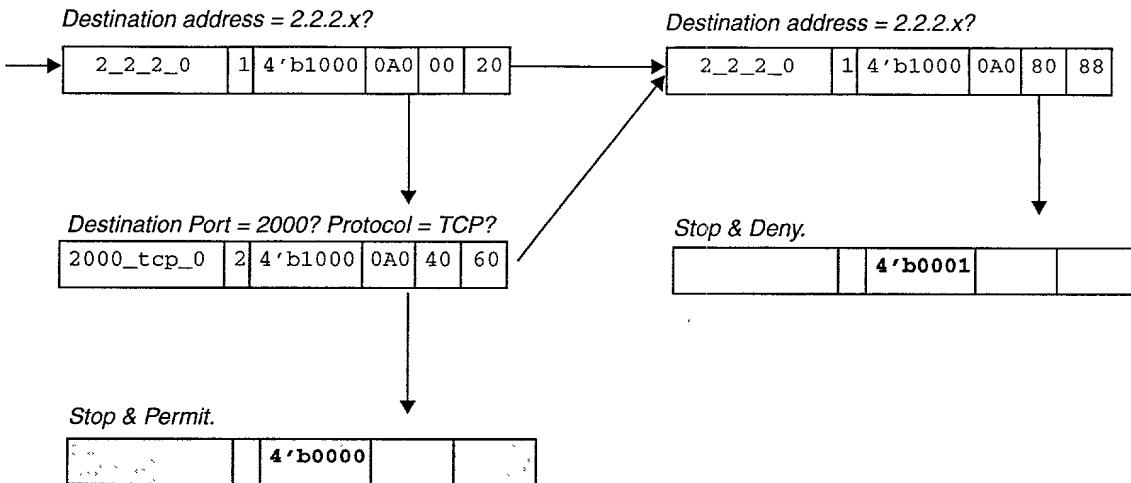 Destination address = 2.2.2.x?
2_2_2_0 1 4'b1000 0A0 00 20
Destination address = 2.2.2.x?
2_2_2_0 1 4'b1000 0A0 80 88
Destination Port = 2000? Protocol = TCP?
2000_tcp_0 2 4'b1000 0A0 40 60
Stop & Deny.
4'b0001
Stop & Permit.
4'b0000